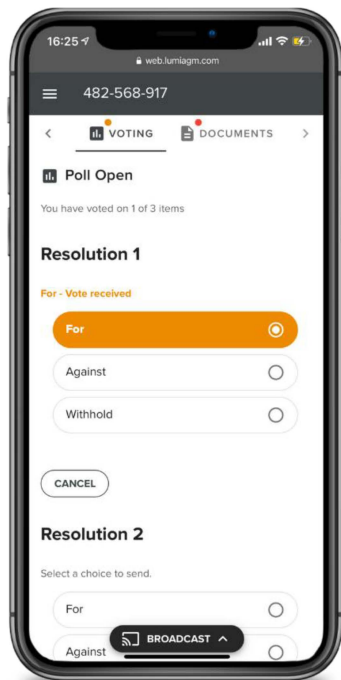 16:25
web.lumiagm.com
482-568-917
VOTING
DOCUMENTS
Poll Open
You have voted on 1 of 3 items
Resolution 1
For - Vote received
For
Against
Withhold
CANCEL
Resolution 2
Select a choice to send.
For
BROADCAST
Against